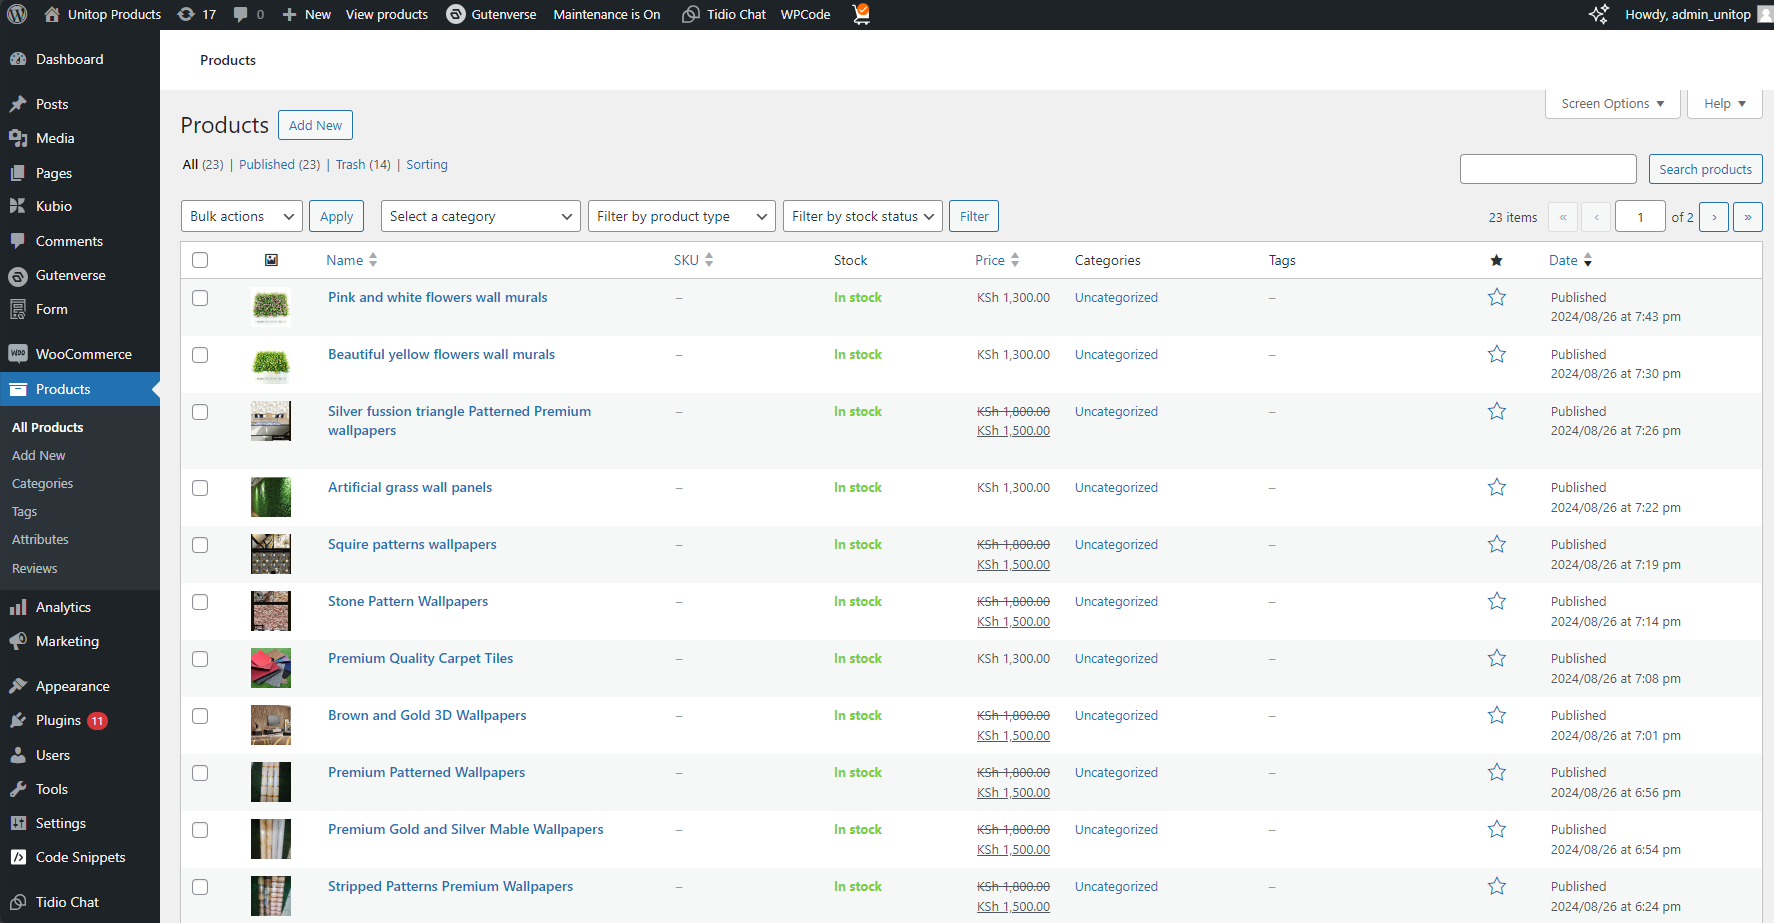 Unitop Products 17 0 New View products Gutenverse Maintenance is On Tidio Chat WPCode Howdy, admin_unitop
Dashboard
Posts
Media
Pages
Kubio
Comments
Gutenverse
Form
WooCommerce
Products
All Products
Add New
Categories
Tags
Attributes
Reviews
Analytics
Marketing
Appearance
Plugins 11
Users
Tools
Settings
Code Snippets
Tidio Chat
Products
Screen Options Help
Products Add New
All (23) | Published (23) | Trash (14) | Sorting
Search products
Bulk actions Apply Select a category Filter by product type Filter by stock status Filter 23 items « ‹ 1 of 2 › »
Name SKU Stock Price Categories Tags Date
Pink and white flowers wall murals – In stock KSh 1,300.00 Uncategorized – Published
2024/08/26 at 7:43 pm
Beautiful yellow flowers wall murals – In stock KSh 1,300.00 Uncategorized – Published
2024/08/26 at 7:30 pm
Silver fussion triangle Patterned Premium – In stock KSh 1,800.00 Uncategorized – Published
wallpapers KSh 1,500.00 2024/08/26 at 7:26 pm
Artificial grass wall panels – In stock KSh 1,300.00 Uncategorized – Published
2024/08/26 at 7:22 pm
Squire patterns wallpapers – In stock KSh 1,800.00 Uncategorized – Published
KSh 1,500.00 2024/08/26 at 7:19 pm
Stone Pattern Wallpapers – In stock KSh 1,800.00 Uncategorized – Published
KSh 1,500.00 2024/08/26 at 7:14 pm
Premium Quality Carpet Tiles – In stock KSh 1,300.00 Uncategorized – Published
2024/08/26 at 7:08 pm
Brown and Gold 3D Wallpapers – In stock KSh 1,800.00 Uncategorized – Published
KSh 1,500.00 2024/08/26 at 7:01 pm
Premium Patterned Wallpapers – In stock KSh 1,800.00 Uncategorized – Published
KSh 1,500.00 2024/08/26 at 6:56 pm
Premium Gold and Silver Mable Wallpapers – In stock KSh 1,800.00 Uncategorized – Published
KSh 1,500.00 2024/08/26 at 6:54 pm
Stripped Patterns Premium Wallpapers – In stock KSh 1,800.00 Uncategorized – Published
KSh 1,500.00 2024/08/26 at 6:24 pm